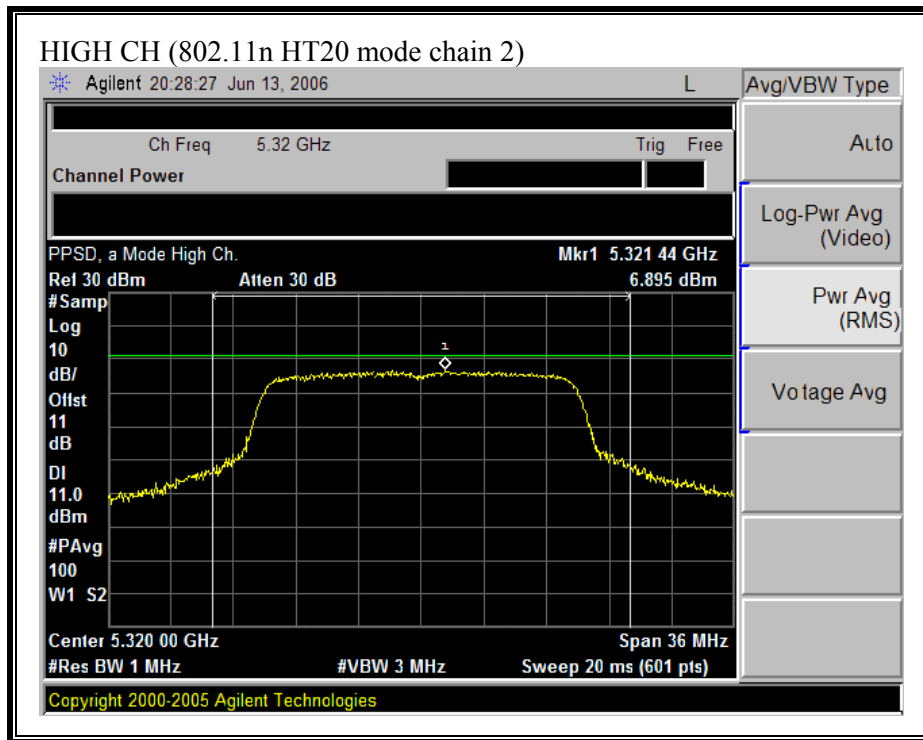 HIGH CH (802.11n HT20 mode chain 2)
Agilent 20:28:27 Jun 13, 2006 L
Avg/VBW Type
Ch Freq 5.32 GHz Trig Free
Channel Power
Auto
Log-Pwr Avg
(Video)
PPSD, a Mode High Ch. Mkr1 5.321 44 GHz
Ref 30 dBm Atten 30 dB 6.895 dBm
Pwr Avg
(RMS)
#Samp
Log
10
dB/
Offst
11
dB
DI
11.0
dBm
#PAvg
100
W1 S2
1
Votage Avg
Center 5.320 00 GHz Span 36 MHz
#Res BW 1 MHz #VBW 3 MHz Sweep 20 ms (601 pts)
Copyright 2000-2005 Agilent Technologies